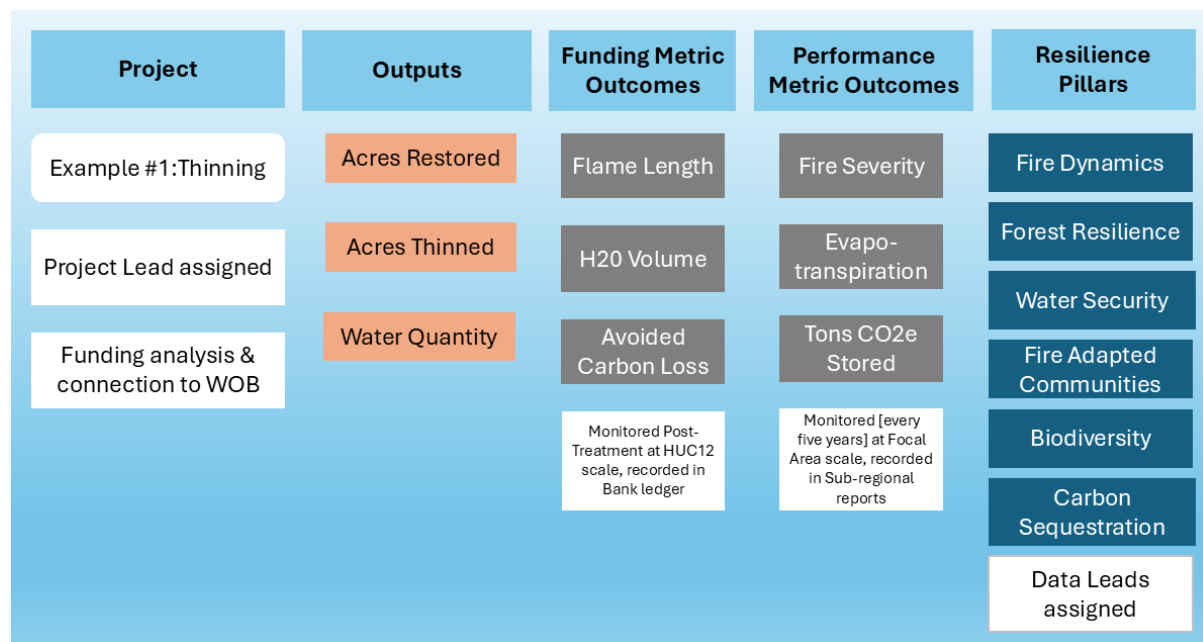 Project
Outputs
Funding Metric
Outcomes
Performance
Metric Outcomes
Resilience
Pillars
Example #1:Thinning
Project Lead assigned
Funding analysis &
connection to WOB
Acres Restored
Acres Thinned
Water Quantity
Flame Length
H20 Volume
Avoided
Carbon Loss
Monitored Post-
Treatment at HUC12
scale, recorded in
Bank ledger
Fire Severity
Evapo-
transpiration
Tons CO2e
Stored
Monitored [every
five years] at Focal
Area scale, recorded
in Sub-regional
reports
Fire Dynamics
Forest Resilience
Water Security
Fire Adapted
Communities
Biodiversity
Carbon
Sequestration
Data Leads
assigned